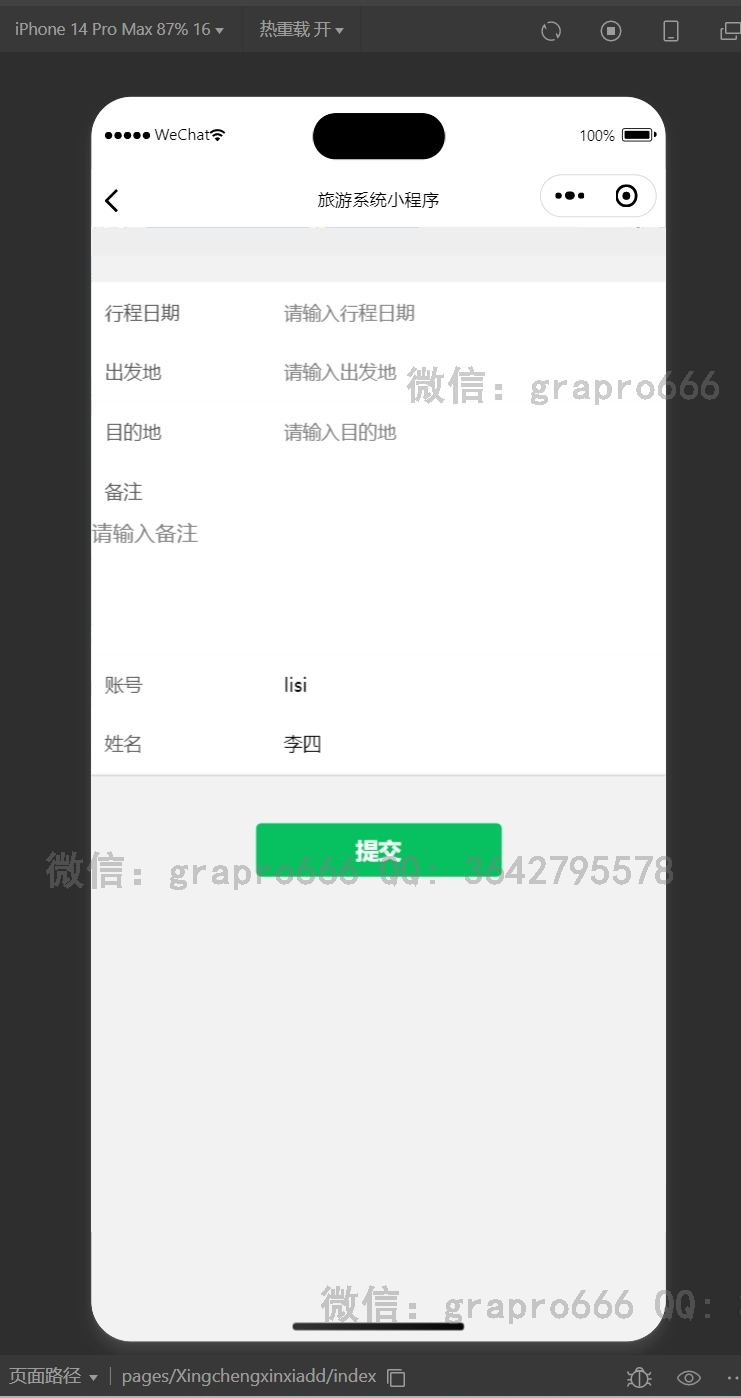 iPhone 14 Pro Max 87% 16 热重载 开
WeChat 100%
旅游系统小程序
行程日期 请输入行程日期
出发地 请输入出发地
微信：grapro666
目的地 请输入目的地
备注
请输入备注
账号 lisi
姓名 李四
提交
微信：grapro666 QQ：3642795578
微信：grapro666 QQ：
页面路径 pages/Xingchengxinxiadd/index